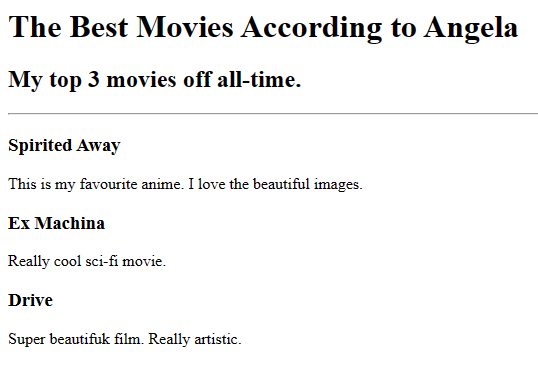 The Best Movies According to Angela
My top 3 movies off all-time.
Spirited Away
This is my favourite anime. I love the beautiful images.
Ex Machina
Really cool sci-fi movie.
Drive
Super beautifuk film. Really artistic.